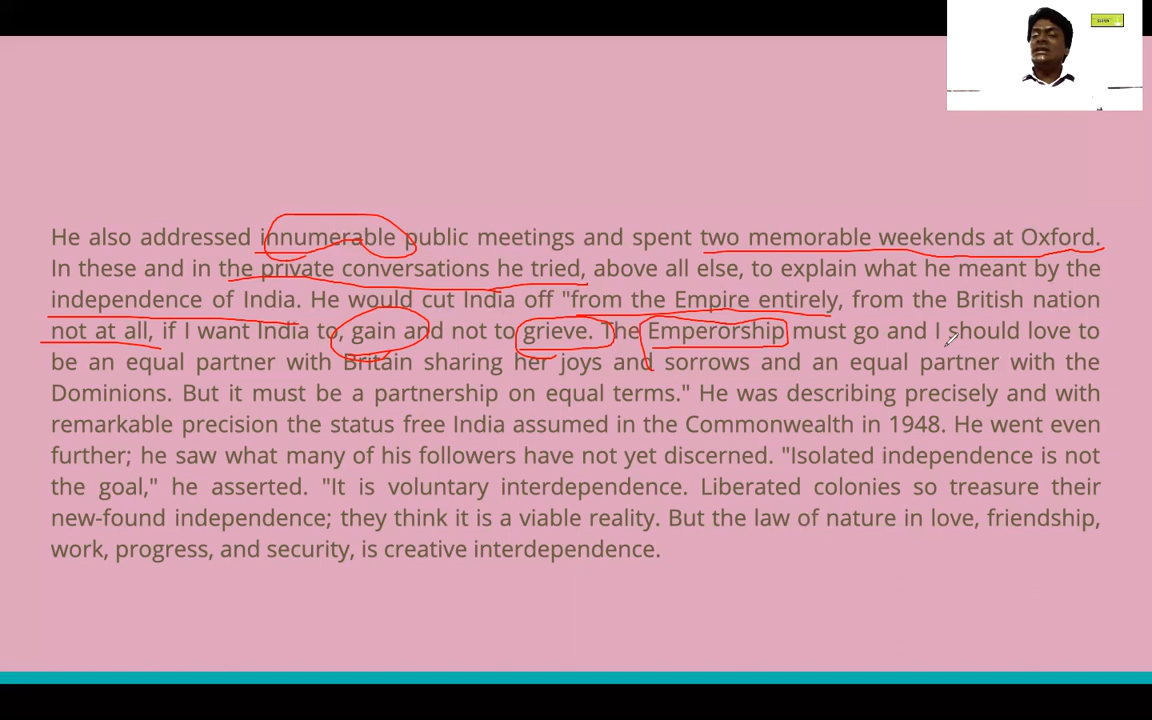 He also addressed innumerable public meetings and spent two memorable weekends at Oxford.
In these and in the private conversations he tried, above all else, to explain what he meant by the
independence of India. He would cut India off "from the Empire entirely, from the British nation
not at all, if I want India to, gain and not to grieve. The Emperorship must go and I should love to
be an equal partner with Britain sharing her joys and sorrows and an equal partner with the
Dominions. But it must be a partnership on equal terms." He was describing precisely and with
remarkable precision the status free India assumed in the Commonwealth in 1948. He went even
further; he saw what many of his followers have not yet discerned. "Isolated independence is not
the goal," he asserted. "It is voluntary interdependence. Liberated colonies so treasure their
new-found independence; they think it is a viable reality. But the law of nature in love, friendship,
work, progress, and security, is creative interdependence.